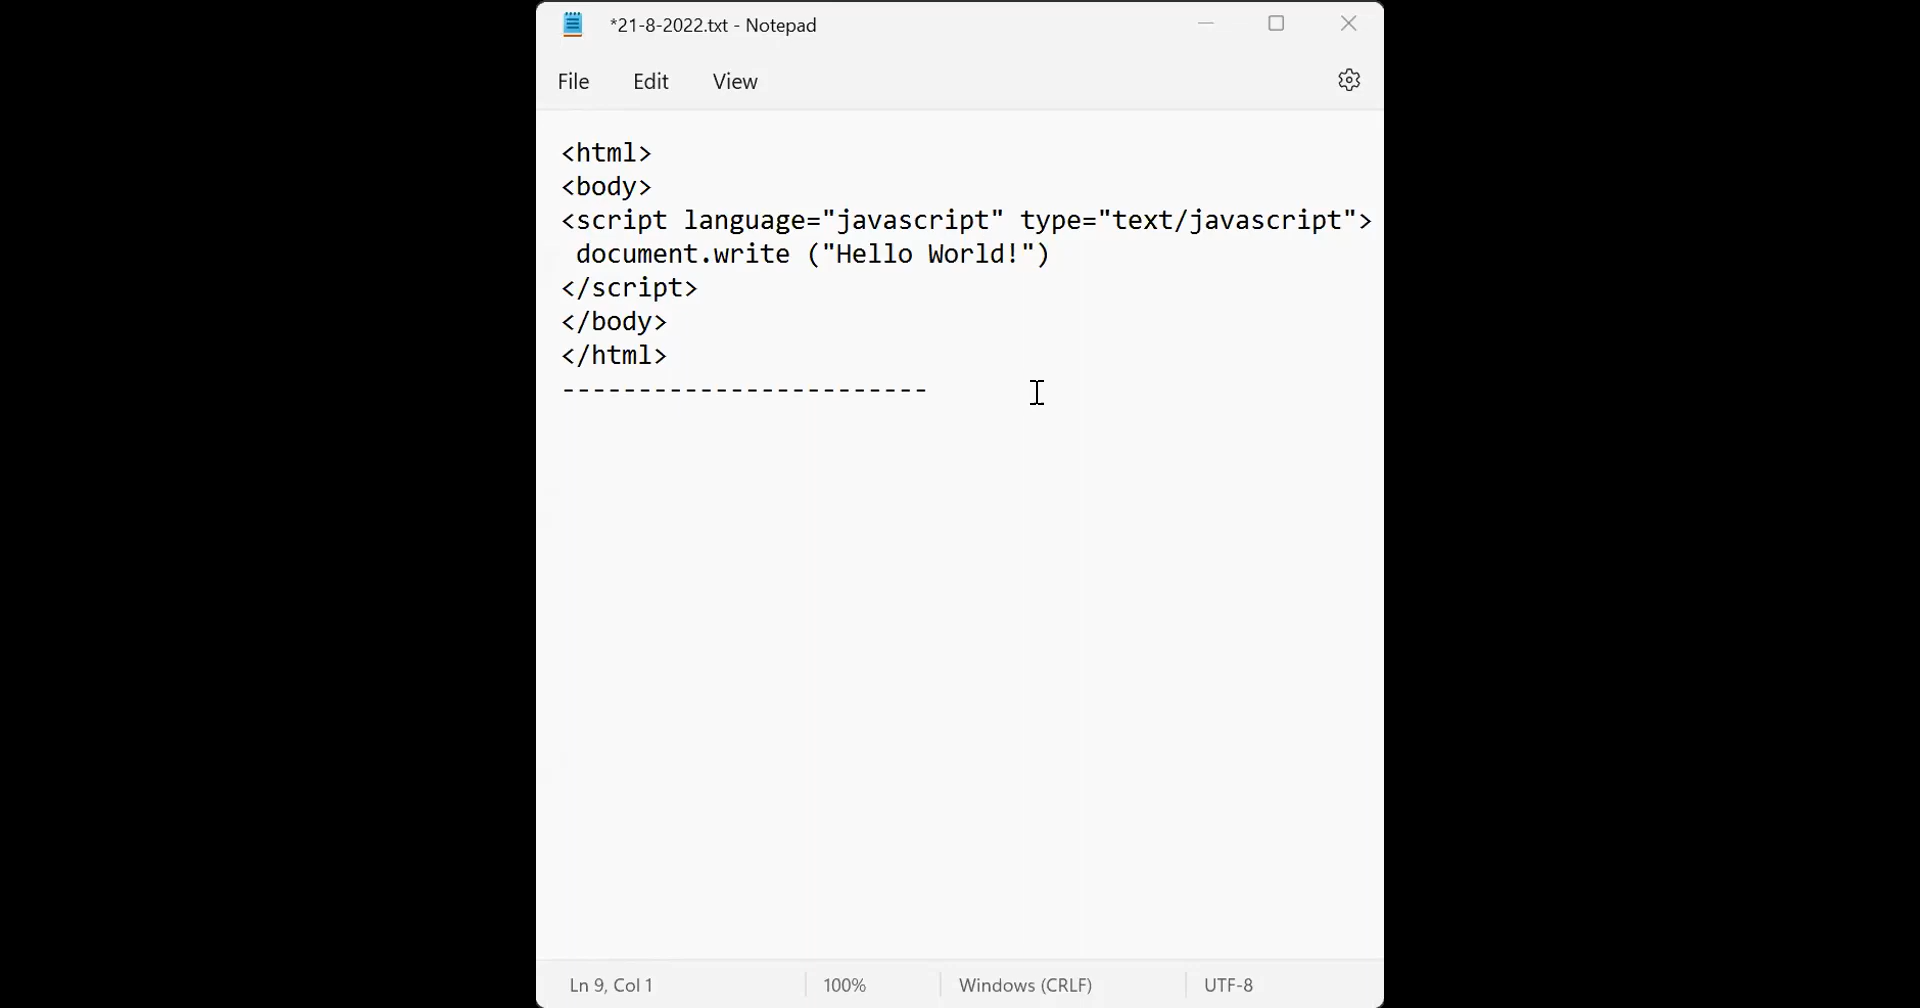 *21-8-2022.txt - Notepad
File Edit View
<html>
<body>
<script language="javascript" type="text/javascript">
 document.write ("Hello World!")
</script>
</body>
</html>
------------------------
Ln 9, Col 1 100% Windows (CRLF) UTF-8